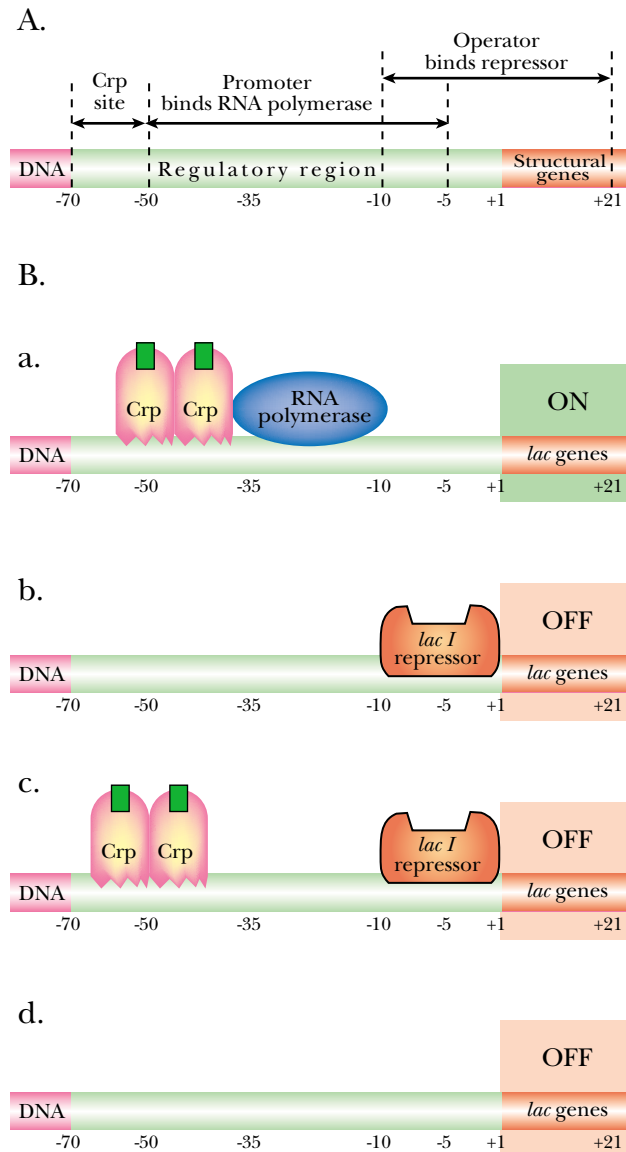 A.
Operator
binds repressor
Crp
site
Promoter
binds RNA polymerase
DNA
Regulatory region
Structural
genes
-70 -50 -35 -10 -5 +1 +21
B.
a.
Crp Crp
RNA
polymerase
ON
DNA
lac genes
-70 -50 -35 -10 -5 +1 +21
b.
lac I
repressor
OFF
DNA
lac genes
-70 -50 -35 -10 -5 +1 +21
c.
Crp Crp
lac I
repressor
OFF
DNA
lac genes
-70 -50 -35 -10 -5 +1 +21
d.
OFF
DNA
lac genes
-70 -50 -35 -10 -5 +1 +21